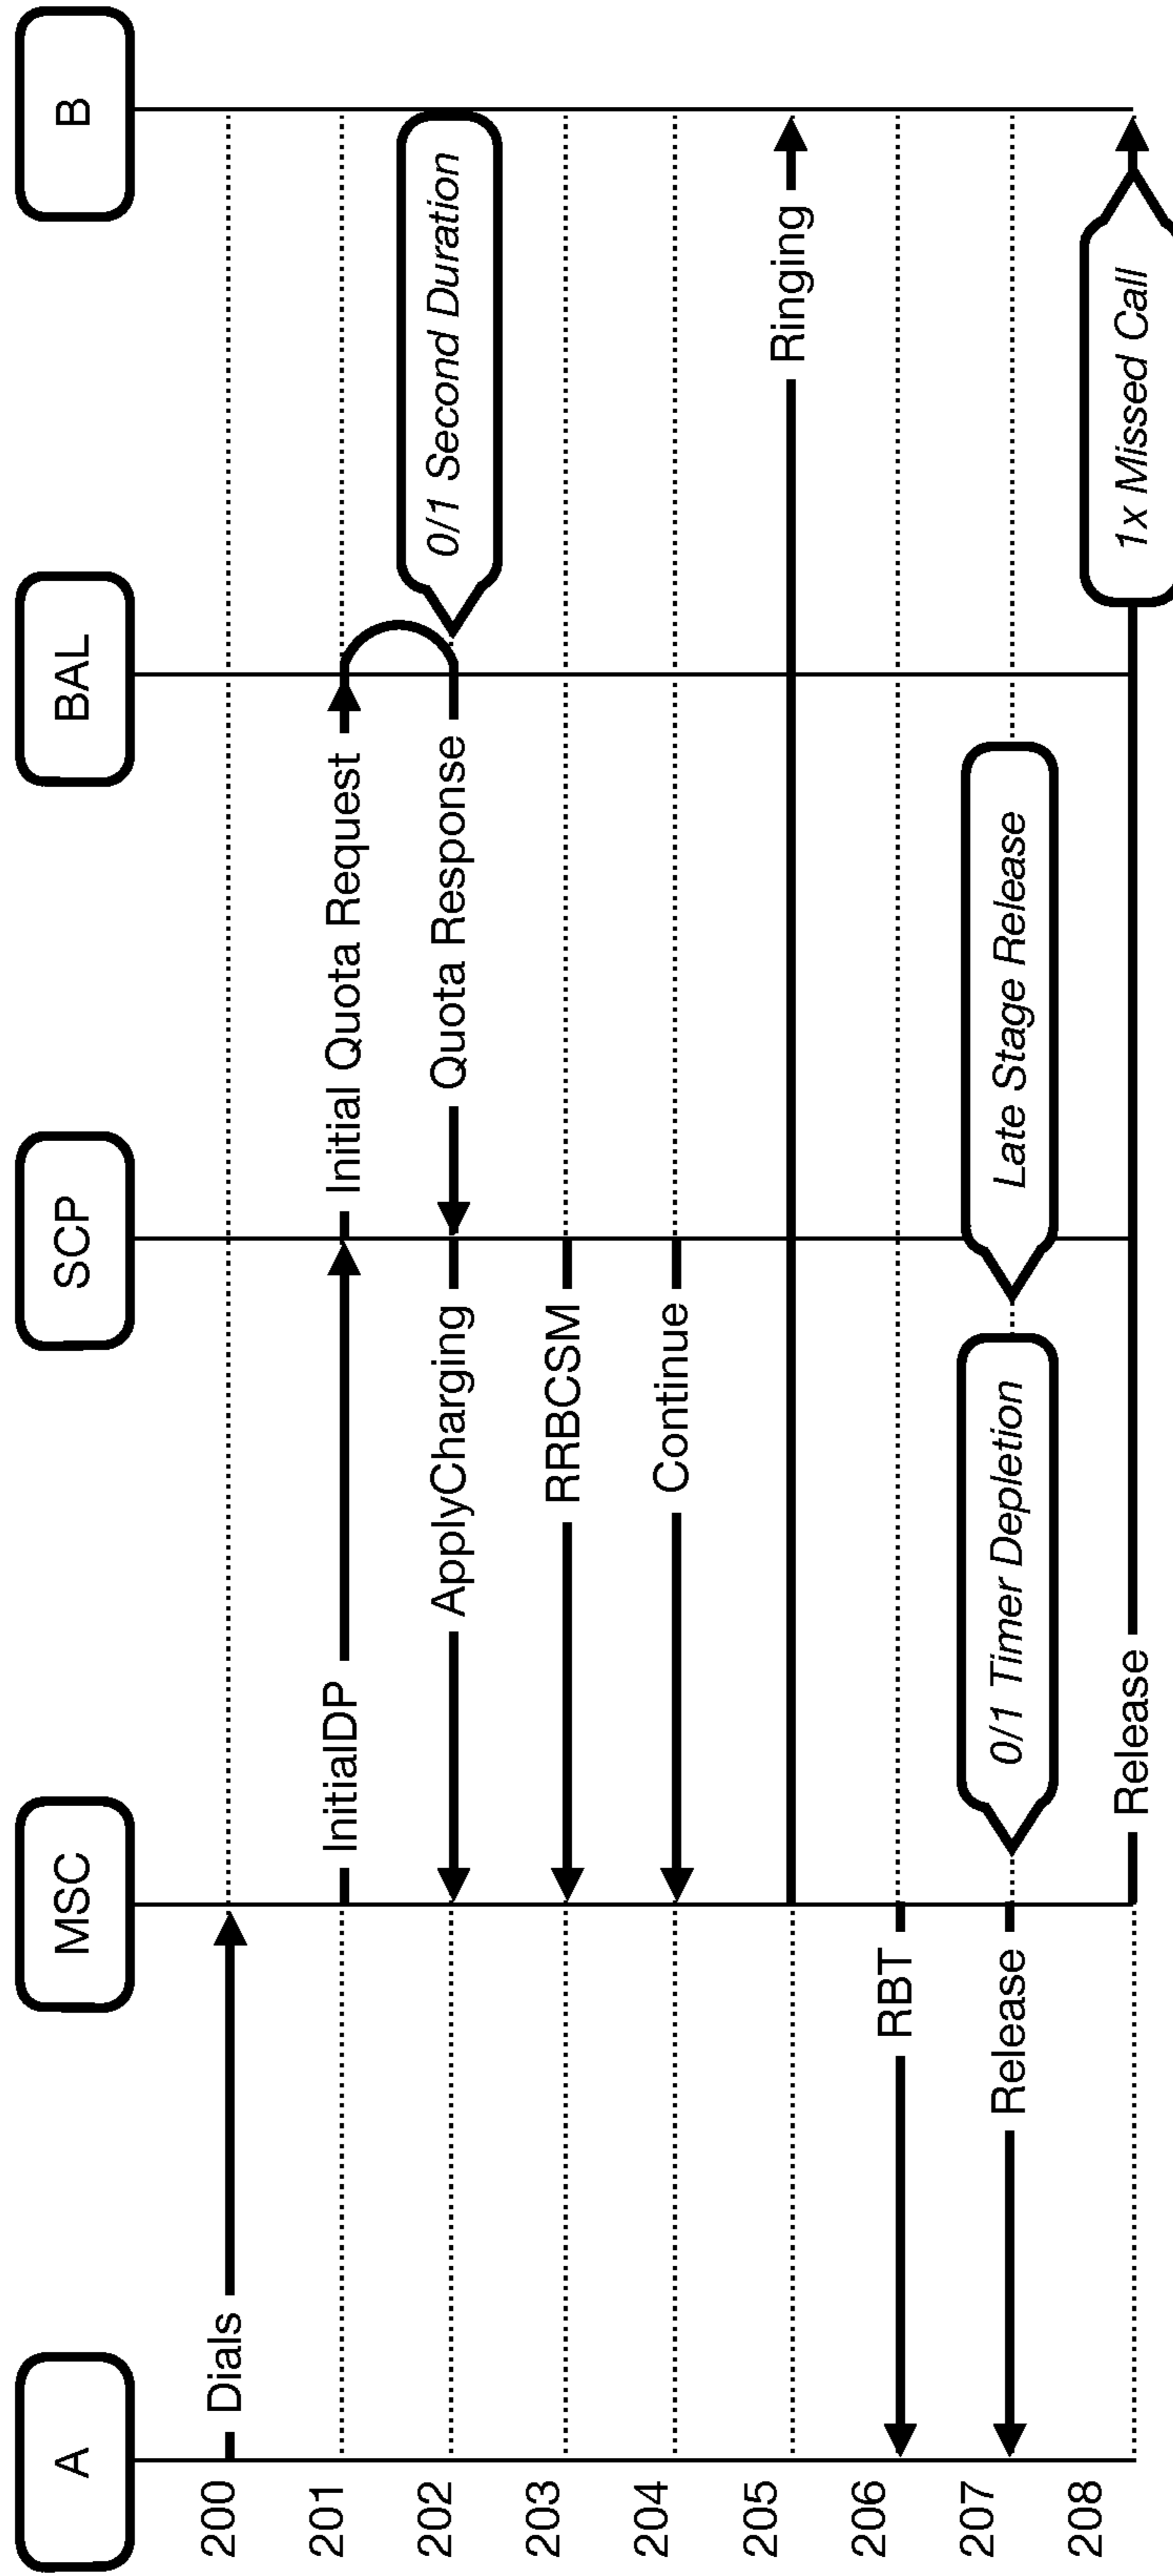 A
MSC
SCP
BAL
B
200
Dials
201
InitialDP
Initial Quota Request
202
ApplyCharging
Quota Response
0/1 Second Duration
203
RRBCSM
204
Continue
205
Ringing
206
RBT
207
Release
0/1 Timer Depletion
Late Stage Release
208
Release
1x Missed Call